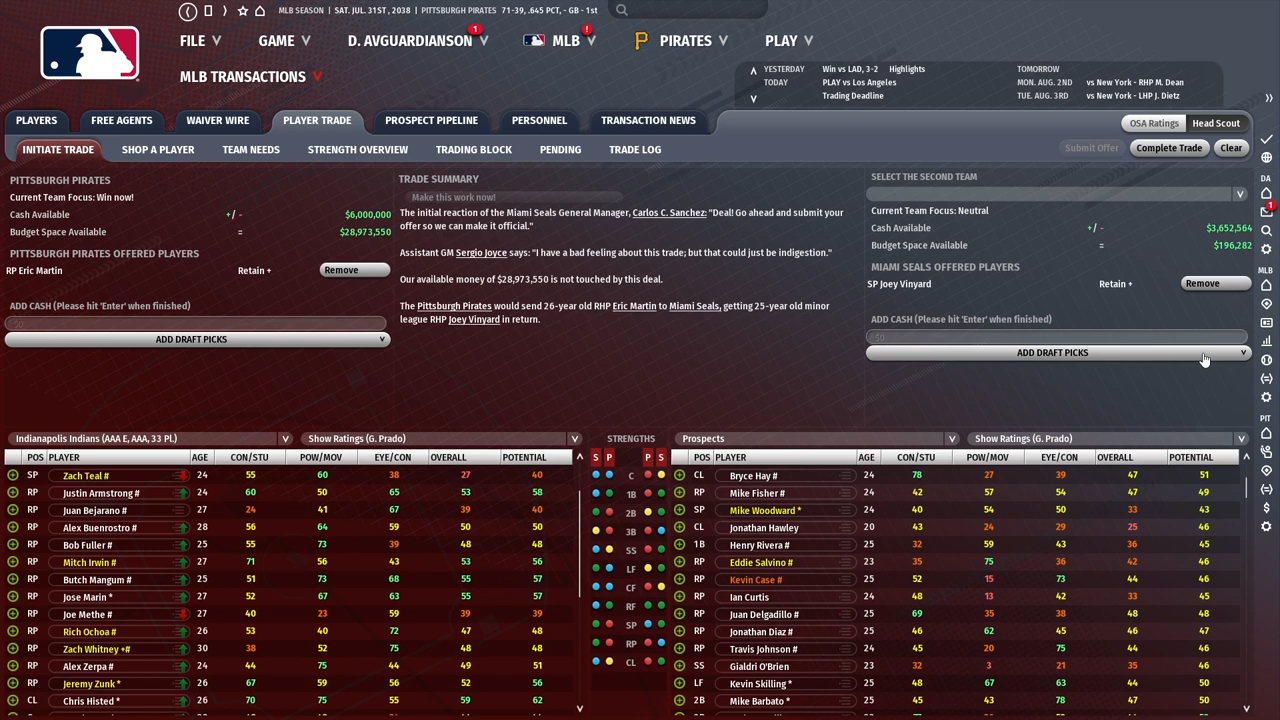 MLB SEASON | SAT. JUL. 31ST , 2038 | PITTSBURGH PIRATES 71-39, .645 PCT, - GB - 1st
FILE GAME D. AVGUARDIANSON 1 MLB ! P PIRATES PLAY
MLB TRANSACTIONS
YESTERDAY Win vs LAD, 3-2 Highlights TOMORROW
TODAY PLAY vs Los Angeles MON. AUG. 2ND vs New York - RHP M. Dean
Trading Deadline TUE. AUG. 3RD vs New York - LHP J. Dietz
PLAYERS FREE AGENTS WAIVER WIRE PLAYER TRADE PROSPECT PIPELINE PERSONNEL TRANSACTION NEWS OSA Ratings Head Scout
INITIATE TRADE SHOP A PLAYER TEAM NEEDS STRENGTH OVERVIEW TRADING BLOCK PENDING TRADE LOG Submit Offer Complete Trade Clear
PITTSBURGH PIRATES
Current Team Focus: Win now!
Cash Available +/ - $6,000,000
Budget Space Available = $28,973,550
PITTSBURGH PIRATES OFFERED PLAYERS
RP Eric Martin Retain + Remove
ADD CASH (Please hit 'Enter' when finished)
$0
ADD DRAFT PICKS
TRADE SUMMARY
Make this work now!
The initial reaction of the Miami Seals General Manager, Carlos C. Sanchez: "Deal! Go ahead and submit your
offer so we can make it official."
Assistant GM Sergio Joyce says: "I have a bad feeling about this trade; but that could just be indigestion."
Our available money of $28,973,550 is not touched by this deal.
The Pittsburgh Pirates would send 26-year old RHP Eric Martin to Miami Seals, getting 25-year old minor
league RHP Joey Vinyard in return.
SELECT THE SECOND TEAM
Current Team Focus: Neutral
Cash Available +/ - $3,652,564
Budget Space Available = $196,282
MIAMI SEALS OFFERED PLAYERS
SP Joey Vinyard Retain + Remove
ADD CASH (Please hit 'Enter' when finished)
$0
ADD DRAFT PICKS
DA
1
MLB
PIT
Indianapolis Indians (AAA E, AAA, 33 Pl.) Show Ratings (G. Prado)
POS PLAYER AGE CON/STU POW/MOV EYE/CON OVERALL POTENTIAL
SP Zach Teal # 24 55 60 38 27 40
RP Justin Armstrong # 24 60 50 65 53 58
RP Juan Bejarano # 27 24 41 67 39 40
RP Alex Buenrostro # 28 56 64 59 50 50
RP Bob Fuller # 25 55 73 39 48 48
RP Mitch Irwin # 27 71 56 43 53 56
RP Butch Mangum # 25 51 73 68 55 57
RP Jose Marin * 27 52 67 63 55 57
RP Joe Methe # 27 40 23 59 39 39
RP Rich Ochoa # 26 53 40 72 47 48
RP Zach Whitney +# 30 38 52 75 48 48
RP Alex Zerpa # 24 44 75 44 49 51
RP Jeremy Zunk * 26 67 59 56 52 56
CL Chris Histed * 26 70 75 55 59 62
STRENGTHS
S P P S
C
1B
2B
3B
SS
LF
CF
RF
SP
RP
CL
Prospects Show Ratings (G. Prado)
POS PLAYER AGE CON/STU POW/MOV EYE/CON OVERALL POTENTIAL
CL Bryce Hay # 24 78 27 39 47 51
RP Mike Fisher # 24 42 57 54 47 49
SP Mike Woodward * 24 40 54 50 33 43
CL Jonathan Hawley 20 43 24 29 25 46
1B Henry Rivera # 25 32 59 43 36 45
RP Eddie Salvino # 23 35 75 36 42 46
RP Kevin Case # 25 52 15 73 44 46
RP Ian Curtis 24 48 13 42 33 45
RP Juan Delgadillo # 25 69 35 38 48 48
RP Jonathan Diaz # 25 46 62 45 46 47
RP Travis Johnson # 24 45 20 75 44 46
SS Gialdri O'Brien 23 32 3 21 35 46
LF Kevin Skilling * 25 48 67 63 44 50
2B Mike Barbato * 25 45 43 78 47 50